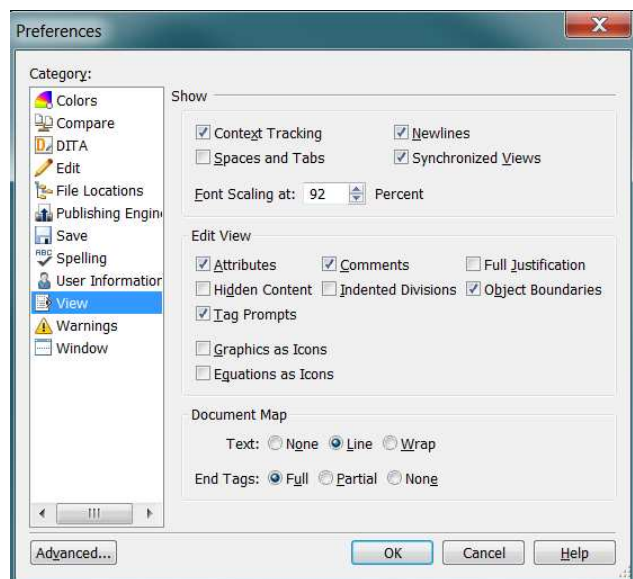 Preferences
Category:
Colors
Compare
DITA
Edit
File Locations
Publishing Engin
Save
Spelling
User Information
View
Warnings
Window
Show
Context Tracking
Newlines
Spaces and Tabs
Synchronized Views
Font Scaling at: 92 Percent
Edit View
Attributes
Comments
Full Justification
Hidden Content
Indented Divisions
Object Boundaries
Tag Prompts
Graphics as Icons
Equations as Icons
Document Map
Text: None Line Wrap
End Tags: Full Partial None
Advanced...
OK
Cancel
Help